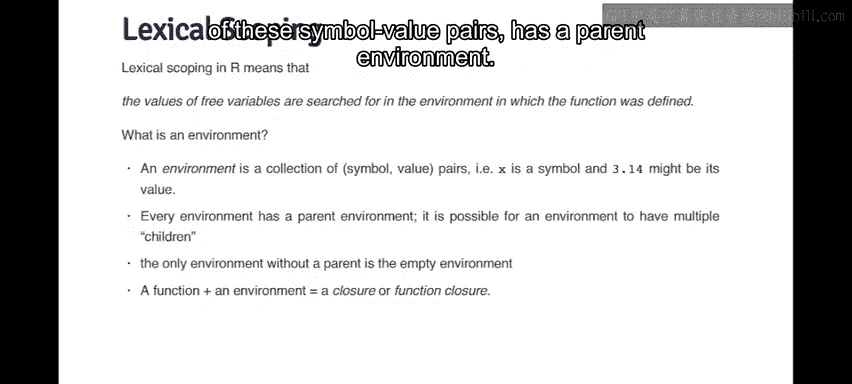 Lexical Scoping
of these symbol-value pairs, has a parent
environment.
Lexical scoping in R means that
the values of free variables are searched for in the environment in which the function was defined.
What is an environment?
· An environment is a collection of (symbol, value) pairs, i.e. x is a symbol and 3.14 might be its
value.
· Every environment has a parent environment; it is possible for an environment to have multiple
“children”
· the only environment without a parent is the empty environment
· A function + an environment = a closure or function closure.